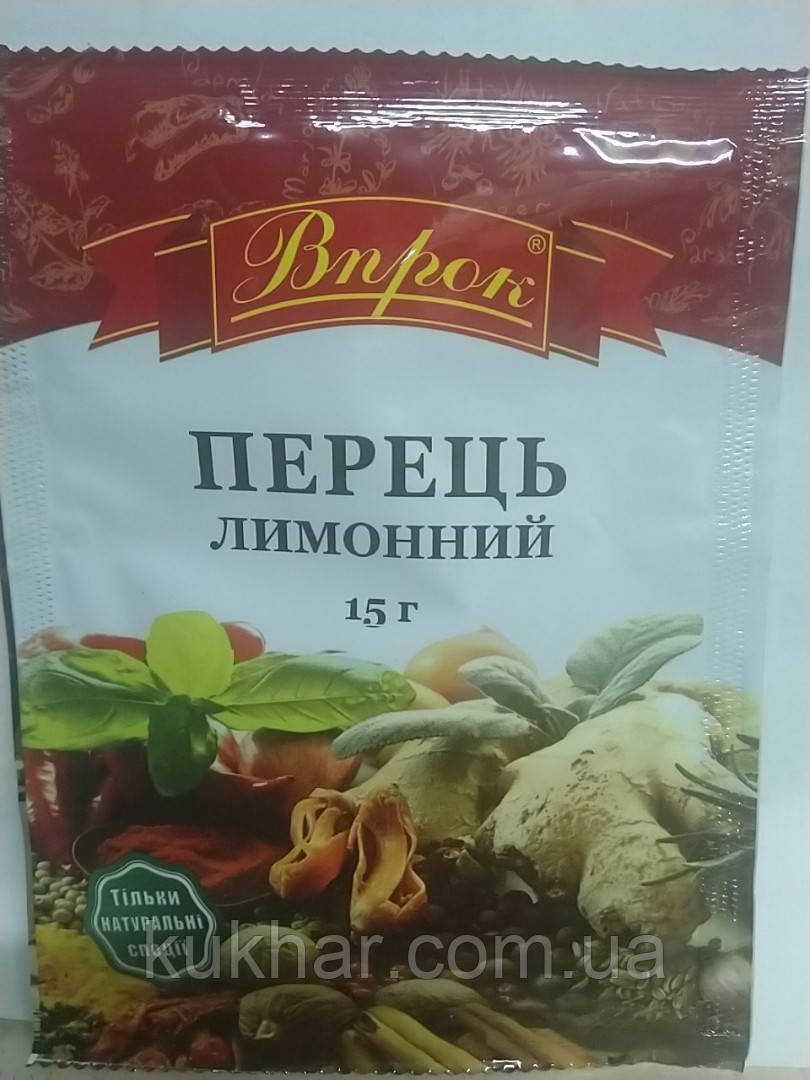 Впрок®
ПЕРЕЦЬ
ЛИМОННИЙ
15 г
Тільки
НАТУРАЛЬНІ
спеції
kukhar.com.ua